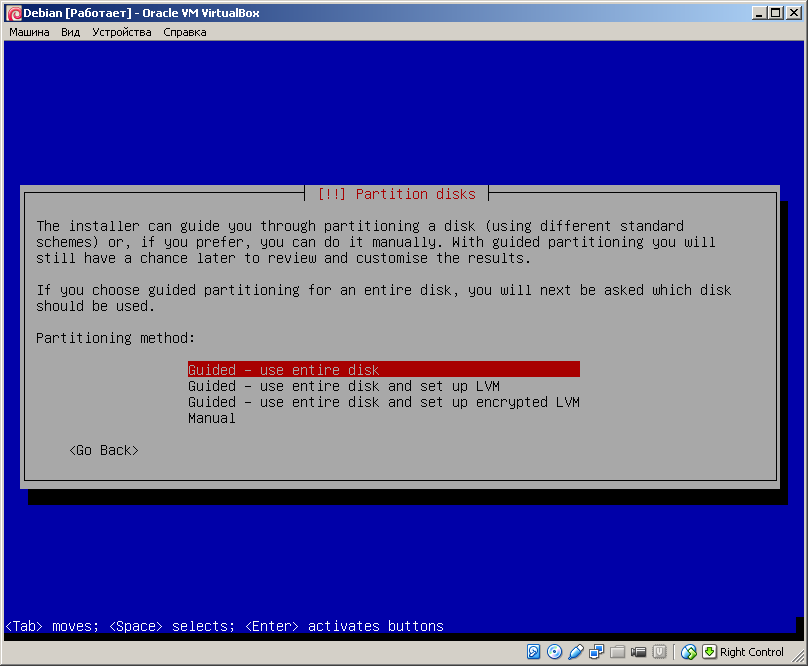 Debian [Работает] - Oracle VM VirtualBox
Машина Вид Устройства Справка
[!!] Partition disks
The installer can guide you through partitioning a disk (using different standard
schemes) or, if you prefer, you can do it manually. With guided partitioning you will
still have a chance later to review and customise the results.
If you choose guided partitioning for an entire disk, you will next be asked which disk
should be used.
Partitioning method:
Guided - use entire disk
Guided - use entire disk and set up LVM
Guided - use entire disk and set up encrypted LVM
Manual
<Go Back>
<Tab> moves; <Space> selects; <Enter> activates buttons
Right Control